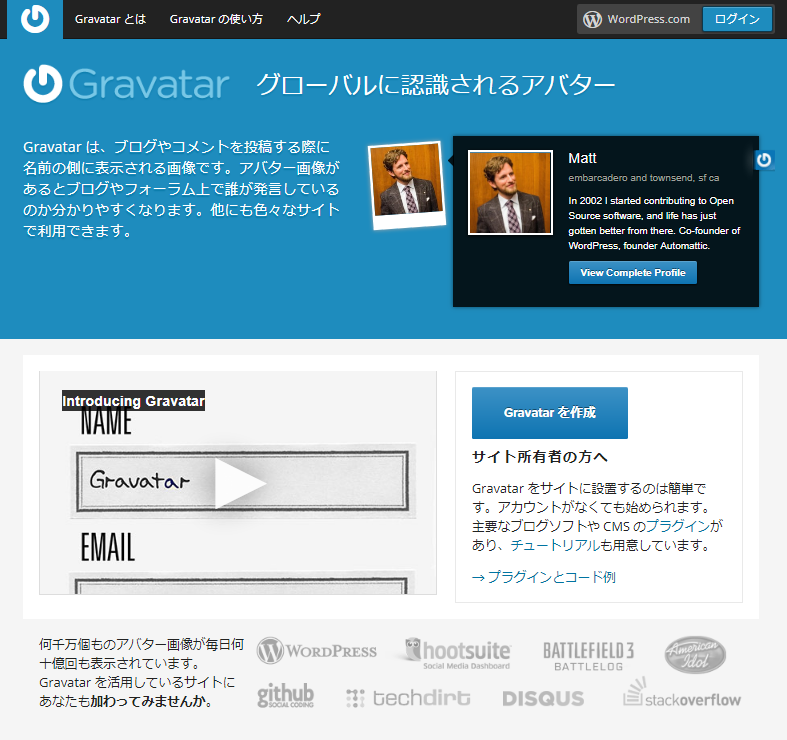 Gravatar とは Gravatar の使い方 ヘルプ WordPress.com ログイン
Gravatar グローバルに認識されるアバター
Gravatar は、ブログやコメントを投稿する際に
名前の側に表示される画像です。アバター画像が
あるとブログやフォーラム上で誰が発言している
のか分かりやすくなります。他にも色々なサイト
で利用できます。
Matt
embarcadero and townsend, sf ca
In 2002 I started contributing to Open
Source software, and life has just
gotten better from there. Co-founder of
WordPress, founder Automattic.
View Complete Profile
Introducing Gravatar
NAME
Gravatar
EMAIL
Gravatar を作成
サイト所有者の方へ
Gravatar をサイトに設置するのは簡単で
す。アカウントがなくても始められます。
主要なブログソフトや CMS のプラグインが
あり、チュートリアルも用意しています。
→ プラグインとコード例
何千万個ものアバター画像が毎日何
十億回も表示されています。
Gravatar を活用しているサイトに
あなたも加わってみませんか。
WORDPRESS hootsuite BATTLEFIELD 3 American Idol
Social Media Dashboard BATTLELOG
github techdirt DISQUS stackoverflow
SOCIAL CODING